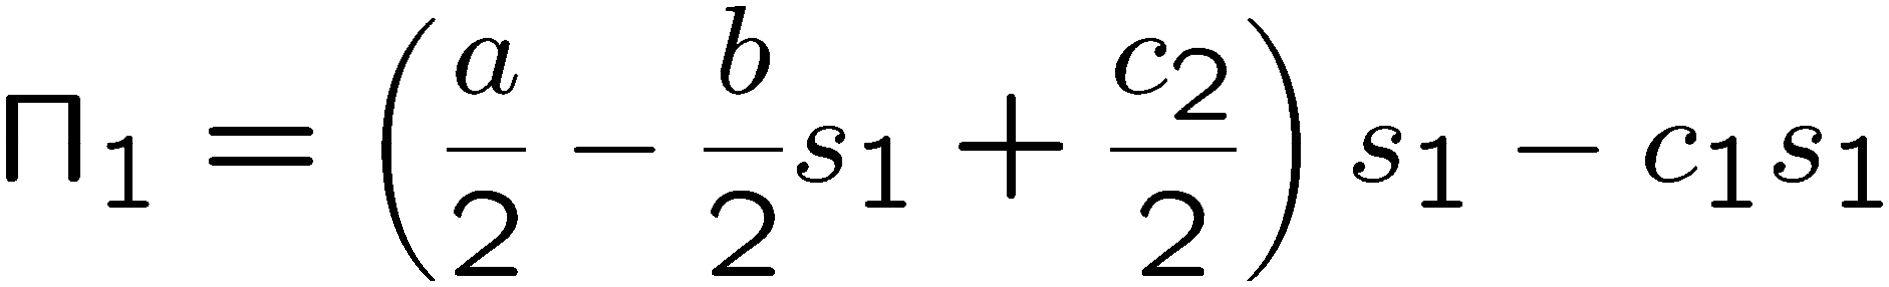 Π₁ = (a/2 − b/2 s₁ + c₂/2) s₁ − c₁s₁